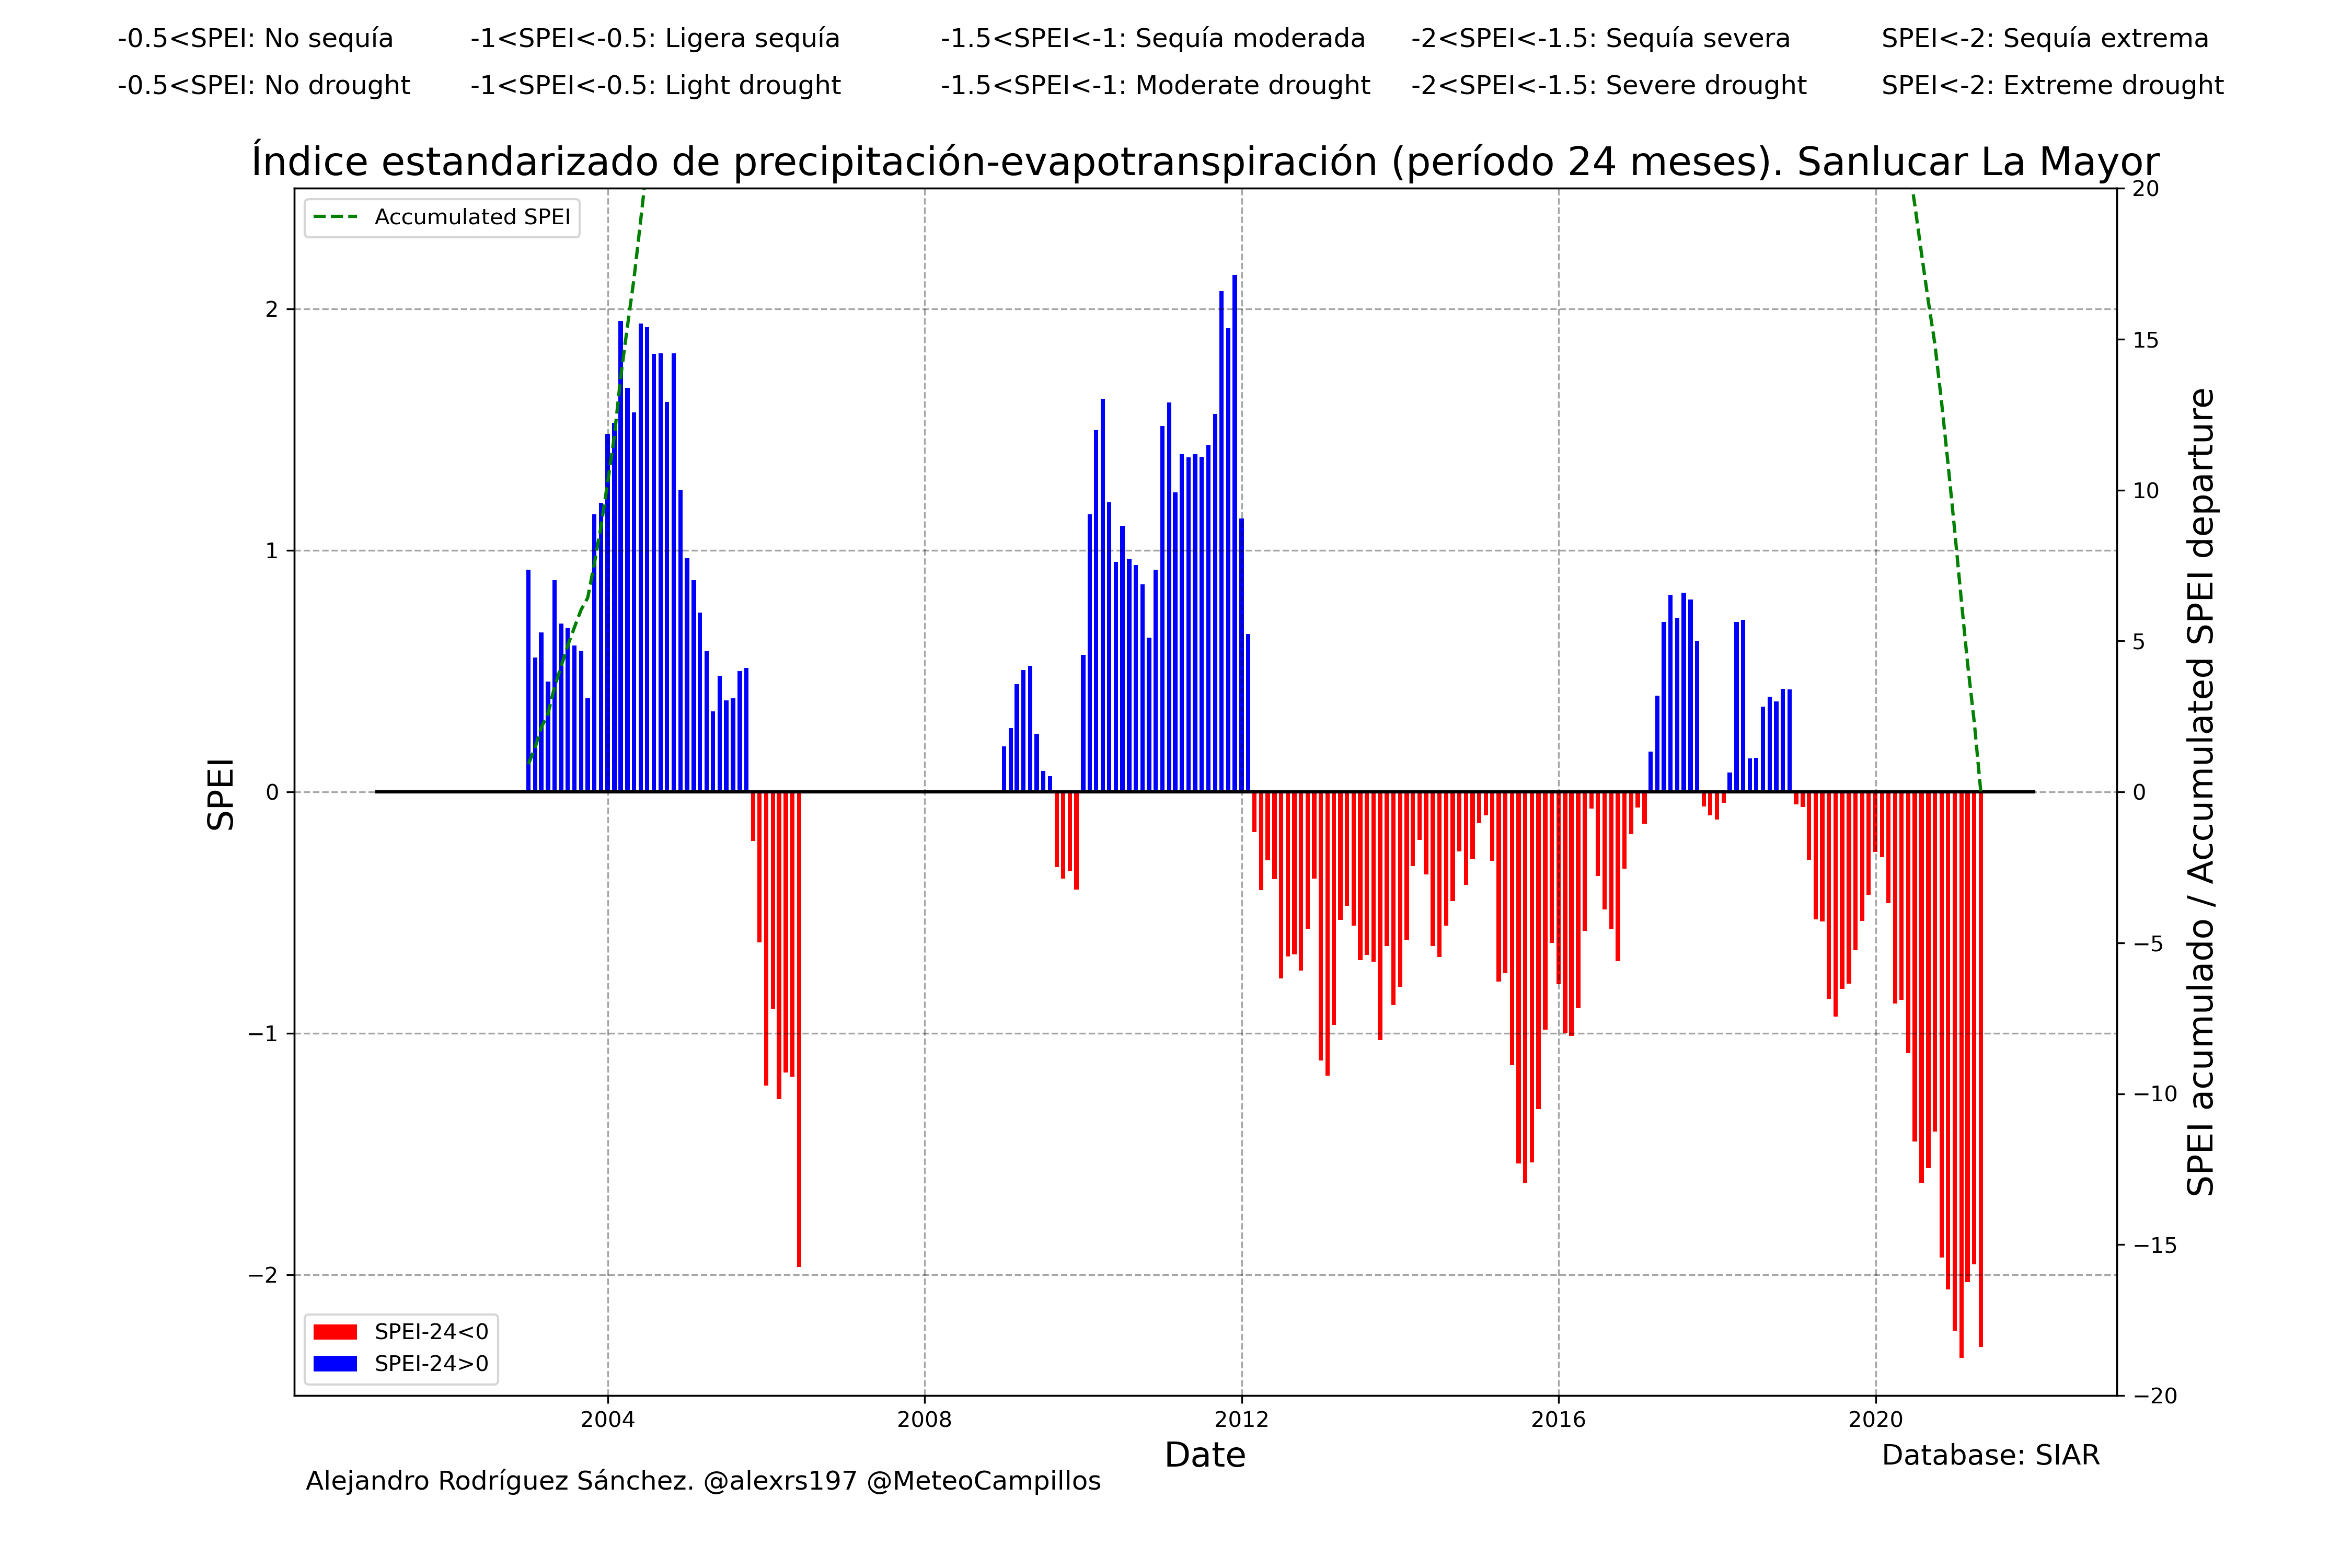 -0.5<SPEI: No sequía -1<SPEI<-0.5: Ligera sequía -1.5<SPEI<-1: Sequía moderada -2<SPEI<-1.5: Sequía severa SPEI<-2: Sequía extrema
-0.5<SPEI: No drought -1<SPEI<-0.5: Light drought -1.5<SPEI<-1: Moderate drought -2<SPEI<-1.5: Severe drought SPEI<-2: Extreme drought
Índice estandarizado de precipitación-evapotranspiración (período 24 meses). Sanlucar La Mayor
Accumulated SPEI
2
1
0
−1
−2
SPEI
20
15
10
5
0
−5
−10
−15
−20
SPEI acumulado / Accumulated SPEI departure
SPEI-24<0
SPEI-24>0
2004 2008 2012 2016 2020
Date
Database: SIAR
Alejandro Rodríguez Sánchez. @alexrs197 @MeteoCampillos